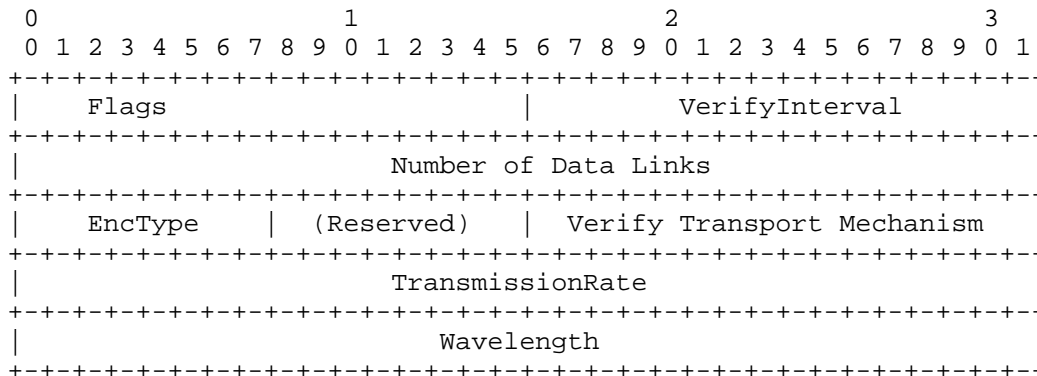 0                   1                   2                   3
 0 1 2 3 4 5 6 7 8 9 0 1 2 3 4 5 6 7 8 9 0 1 2 3 4 5 6 7 8 9 0 1
+-+-+-+-+-+-+-+-+-+-+-+-+-+-+-+-+-+-+-+-+-+-+-+-+-+-+-+-+-+-+-+--
|    Flags                      |         VerifyInterval
+-+-+-+-+-+-+-+-+-+-+-+-+-+-+-+-+-+-+-+-+-+-+-+-+-+-+-+-+-+-+-+--
|                       Number of Data Links
+-+-+-+-+-+-+-+-+-+-+-+-+-+-+-+-+-+-+-+-+-+-+-+-+-+-+-+-+-+-+-+--
|    EncType    |  (Reserved)   |  Verify Transport Mechanism
+-+-+-+-+-+-+-+-+-+-+-+-+-+-+-+-+-+-+-+-+-+-+-+-+-+-+-+-+-+-+-+--
|                       TransmissionRate
+-+-+-+-+-+-+-+-+-+-+-+-+-+-+-+-+-+-+-+-+-+-+-+-+-+-+-+-+-+-+-+--
|                          Wavelength
+-+-+-+-+-+-+-+-+-+-+-+-+-+-+-+-+-+-+-+-+-+-+-+-+-+-+-+-+-+-+-+--